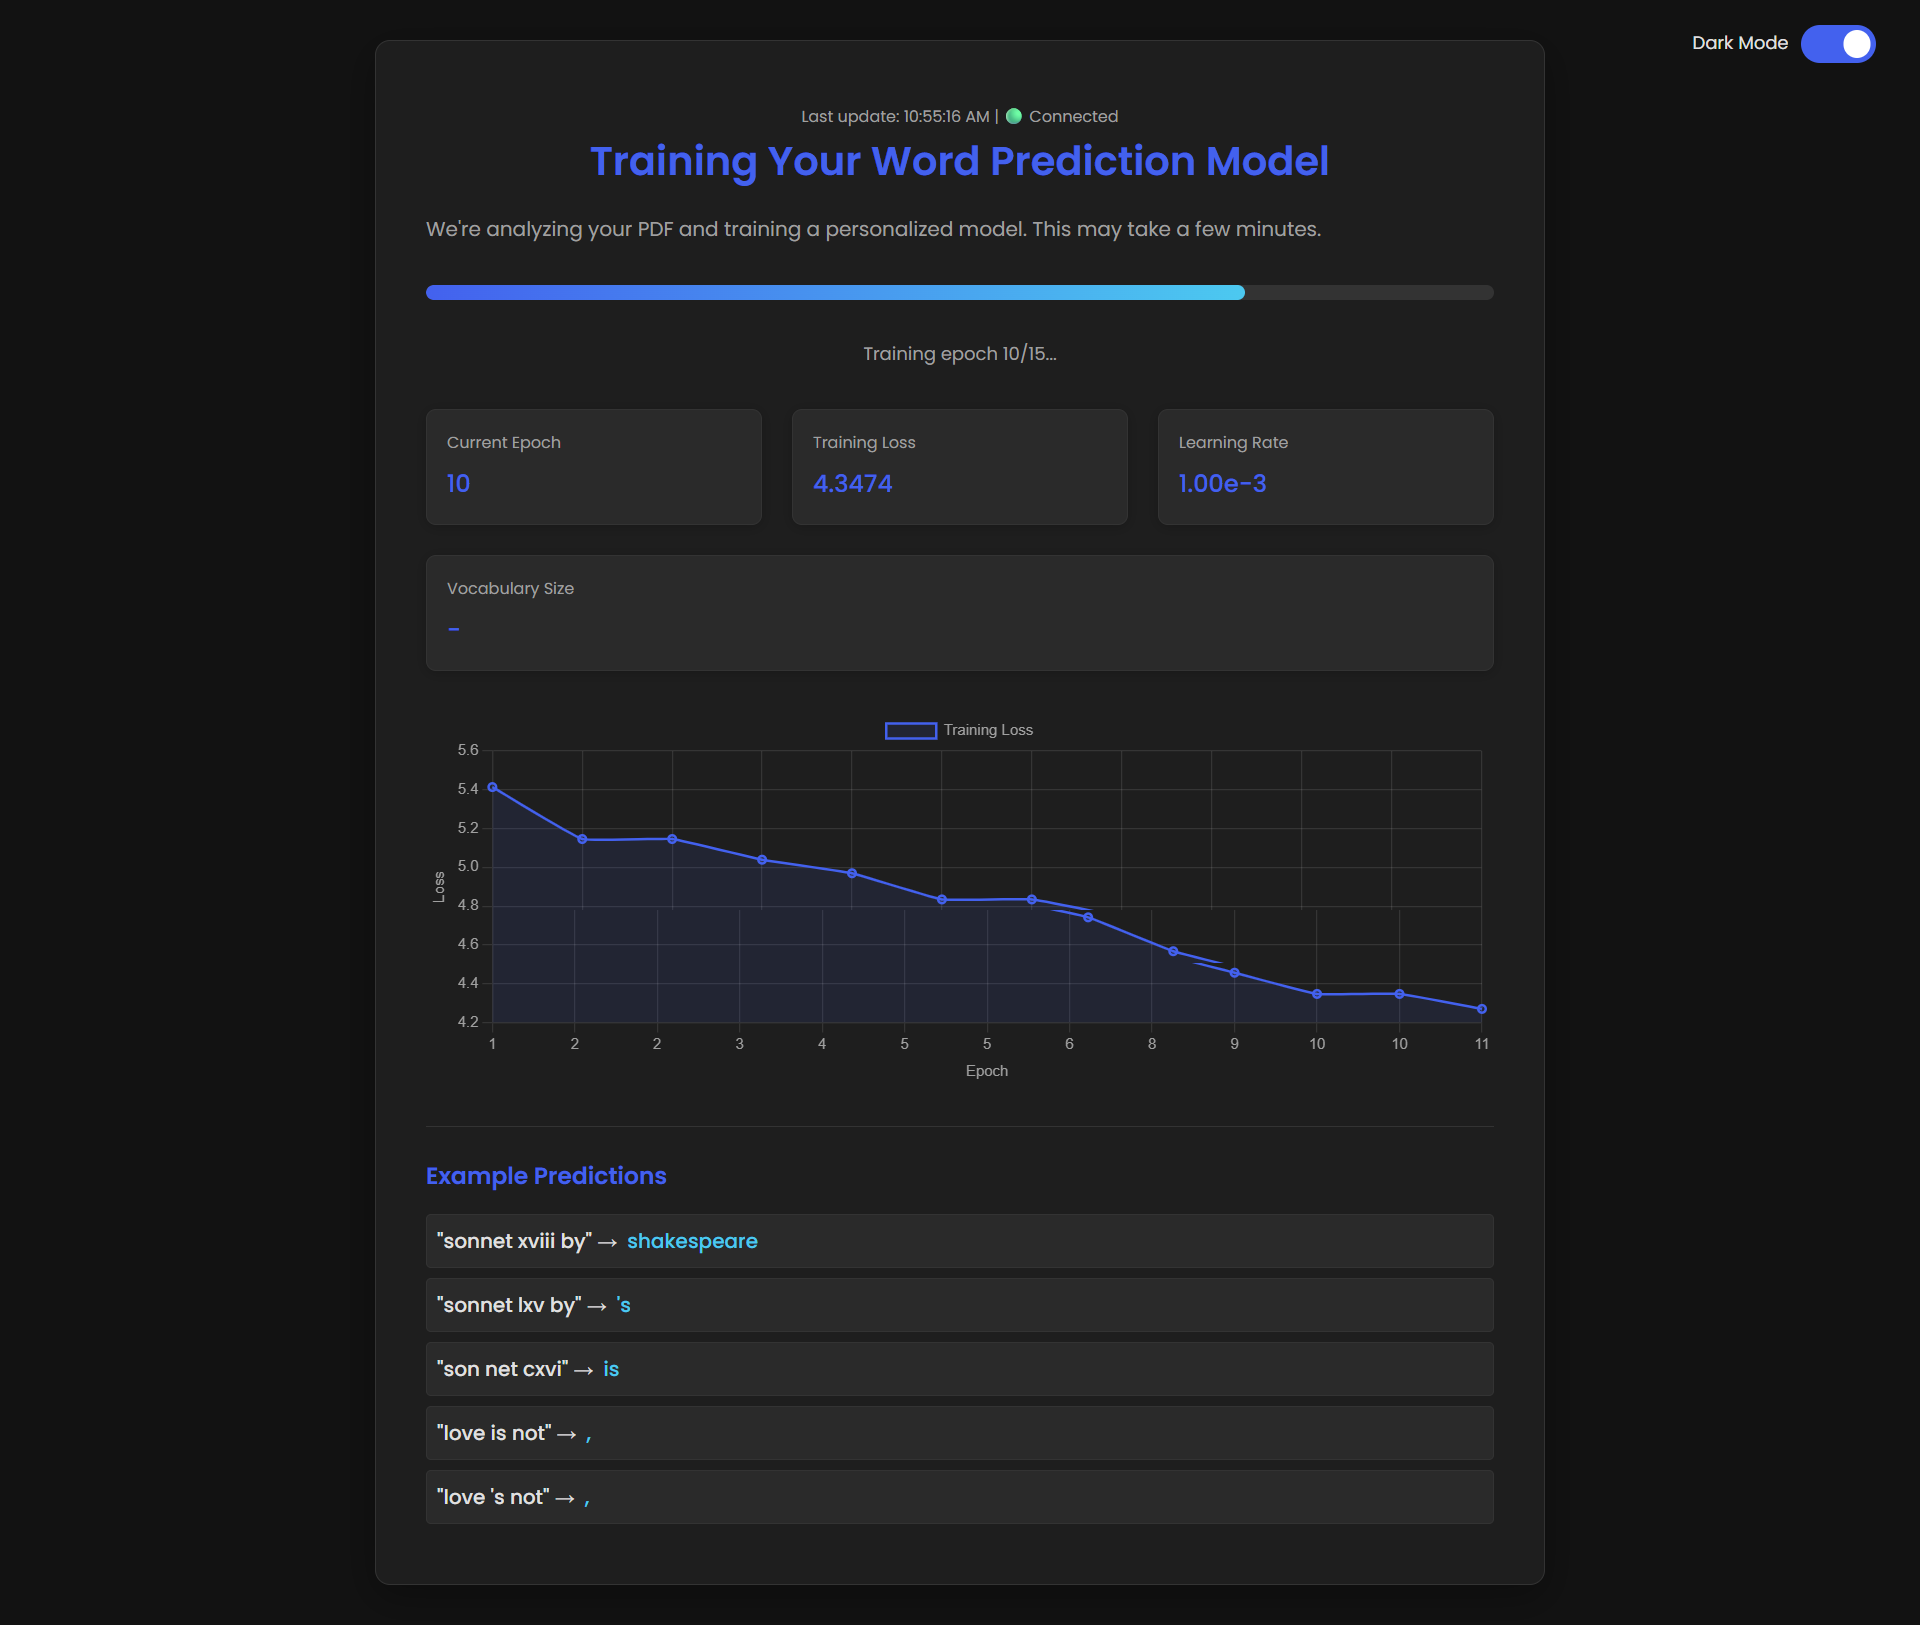 Dark Mode
Last update: 10:55:16 AM | Connected
Training Your Word Prediction Model
We're analyzing your PDF and training a personalized model. This may take a few minutes.
Training epoch 10/15...
Current Epoch
10
Training Loss
4.3474
Learning Rate
1.00e-3
Vocabulary Size
-
Training Loss
5.6
5.4
5.2
5.0
4.8
4.6
4.4
4.2
Loss
1 2 2 3 4 5 5 6 8 9 10 10 11
Epoch
Example Predictions
"sonnet xviii by" → shakespeare
"sonnet lxv by" → 's
"son net cxvi" → is
"love is not" → ,
"love 's not" → ,